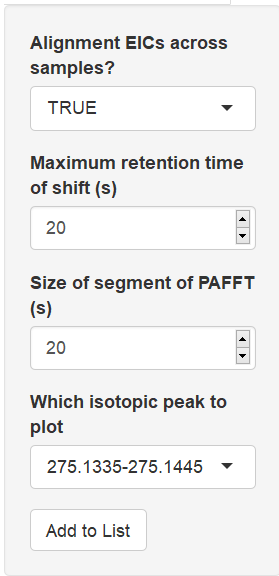 Alignment EICs across
samples?
TRUE
Maximum retention time
of shift (s)
20
Size of segment of PAFFT
(s)
20
Which isotopic peak to
plot
275.1335-275.1445
Add to List